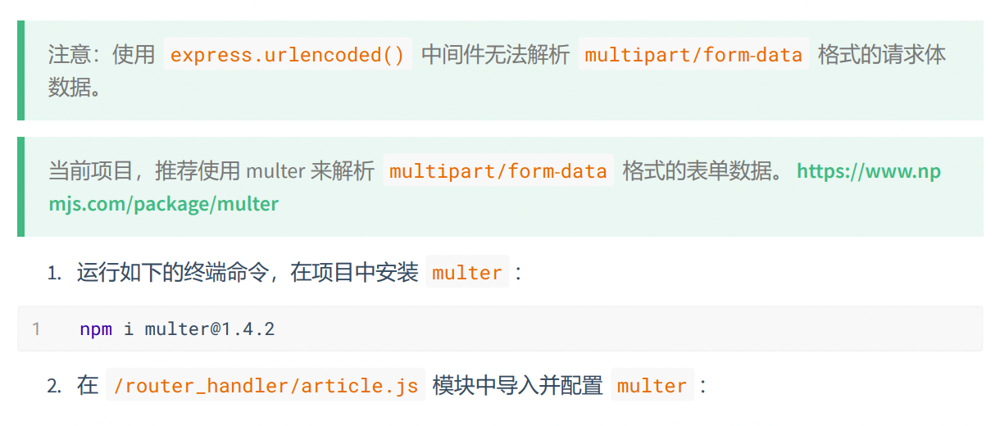 注意：使用 express.urlencoded() 中间件无法解析 multipart/form-data 格式的请求体
数据。
当前项目，推荐使用 multer 来解析 multipart/form-data 格式的表单数据。 https://www.np
mjs.com/package/multer
1. 运行如下的终端命令，在项目中安装 multer ：
1 npm i multer@1.4.2
2. 在 /router_handler/article.js 模块中导入并配置 multer ：